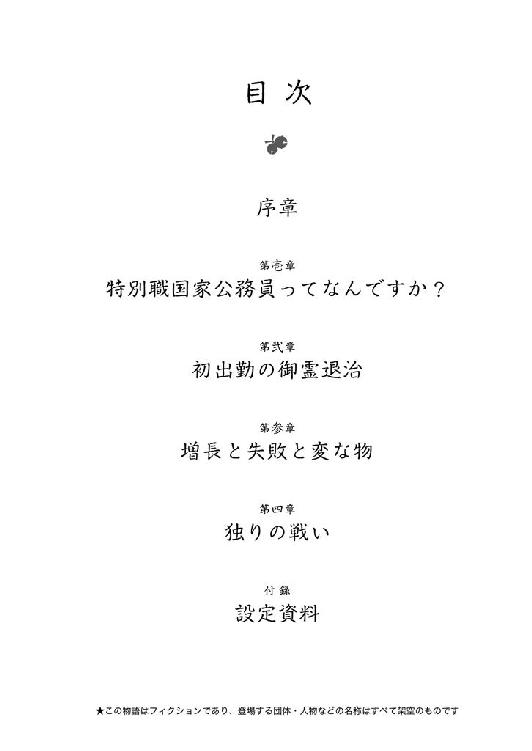 目次
序章
第壱章
特別職国家公務員ってなんですか？
第弐章
初出勤の御霊退治
第参章
増長と失敗と変な物
第四章
独りの戦い
付録
設定資料
★この物語はフィクションであり、登場する団体・人物などの名称はすべて架空のものです